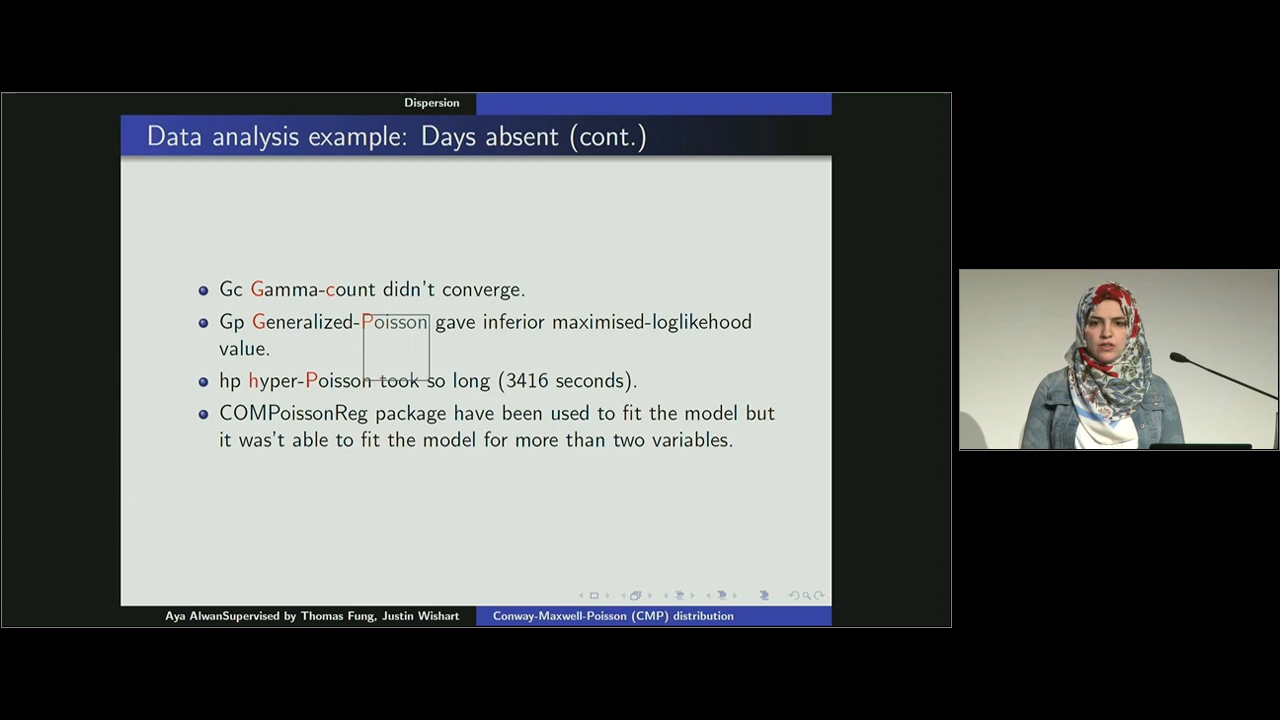 Dispersion
Data analysis example: Days absent (cont.)
Gc Gamma-count didn't converge.
Gp Generalized-Poisson gave inferior maximised-loglikehood
value.
hp hyper-Poisson took so long (3416 seconds).
COMPoissonReg package have been used to fit the model but
it was't able to fit the model for more than two variables.
Aya AlwanSupervised by Thomas Fung, Justin Wishart
Conway-Maxwell-Poisson (CMP) distribution